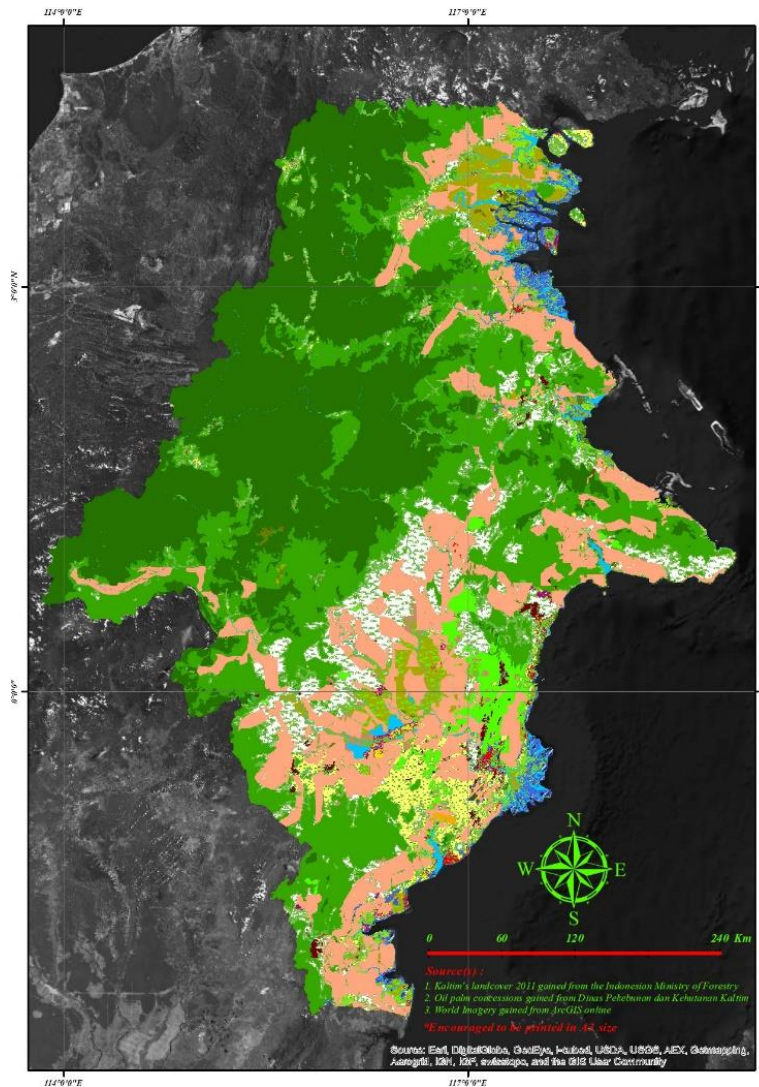 114°0'0"E 117°0'0"E
3°0'0"N
0°0'0"
N
W E
S
0 60 120 240 Km
Source(s) :
1. Kaltim's landcover 2011 gained from the Indonesian Ministry of Forestry
2. Oil palm concessions gained from Dinas Pekebunan dan Kehutanan Kaltim
3. World Imagery gained from ArcGIS online
*Encouraged to be printed in A3 size
Source: Esri, DigitalGlobe, GeoEye, i-cubed, USDA, USGS, AEX, Getmapping,
Aerogrid, IGN, IGP, swisstopo, and the GIS User Community
114°0'0"E 117°0'0"E